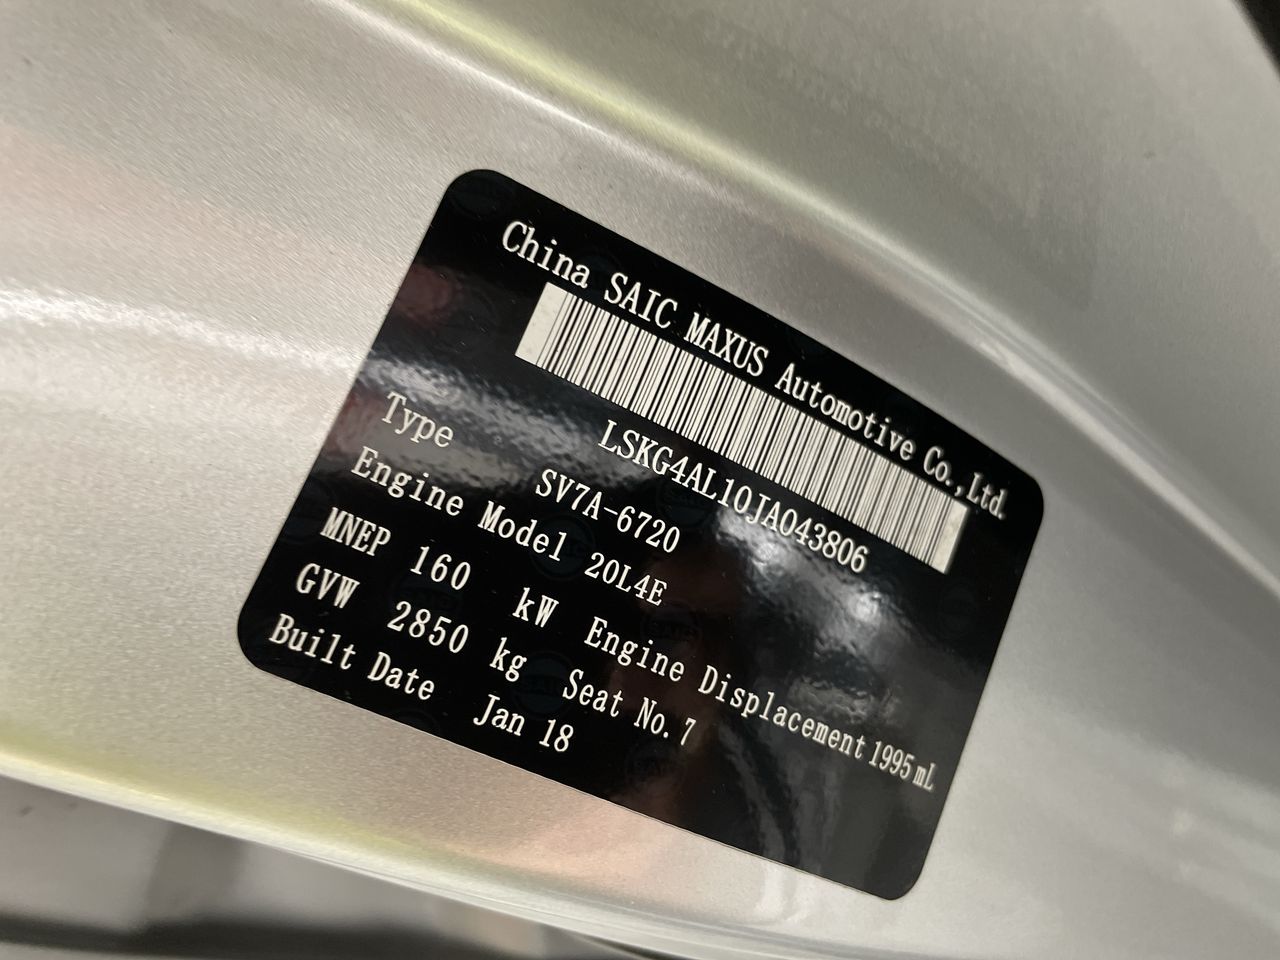 China SAIC MAXUS Automotive Co.,Ltd.
LSKG4AL10JA043806
Type SV7A-6720
Engine Model 20L4E
MNEP 160 kW Engine Displacement 1995 mL
GVW 2850 kg Seat No. 7
Built Date Jan 18